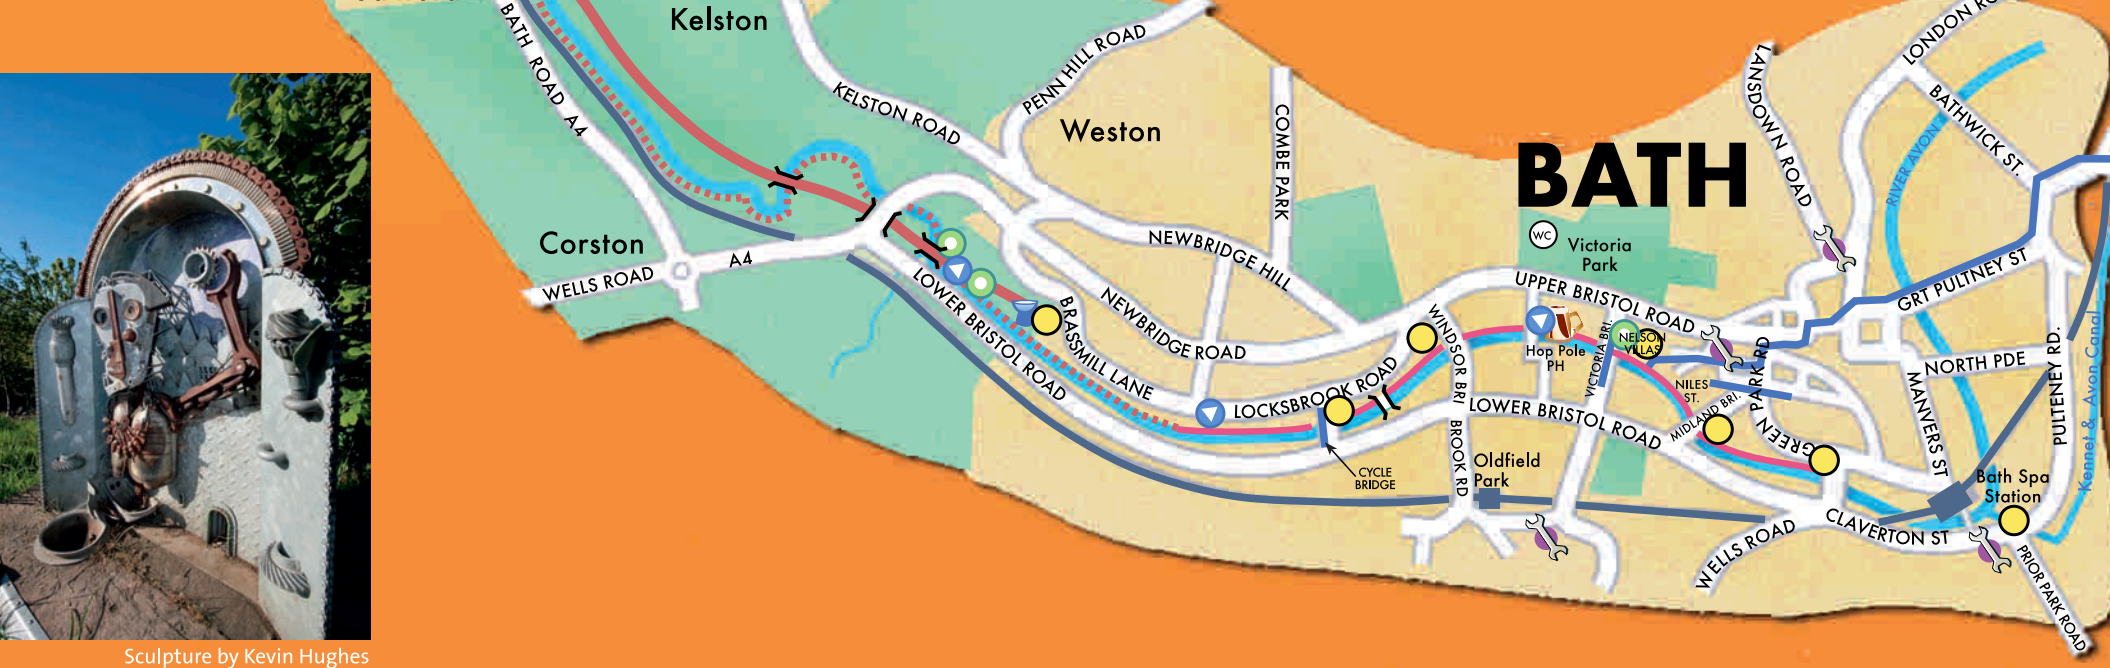 Kelston
BATH ROAD A4
KELSTON ROAD
PENN HILL ROAD
Weston
COMBE PARK
BATH
LANSDOWN ROAD
BATHWICK ST.
RIVER AVON
Corston
WELLS ROAD
A4
LOWER BRISTOL ROAD
BRASSMILL LANE
NEWBRIDGE ROAD
NEWBRIDGE HILL
WC
Victoria
Park
UPPER BRISTOL ROAD
GRT PULTNEY ST
WINDSOR BRI
BROOK RD
Hop Pole
PH
VICTORIA BRI.
NELSON
VILLAS
NILES
ST.
MIDLAND BRI.
GREEN PARK RD
NORTH PDE
MANVERS ST
PULTENEY RD.
Kennet & Avon Canal
LOCKSBROOK ROAD
LOWER BRISTOL ROAD
CYCLE
BRIDGE
Oldfield
Park
Bath Spa
Station
WELLS ROAD
CLAVERTON ST
PRIOR PARK ROAD
Sculpture by Kevin Hughes